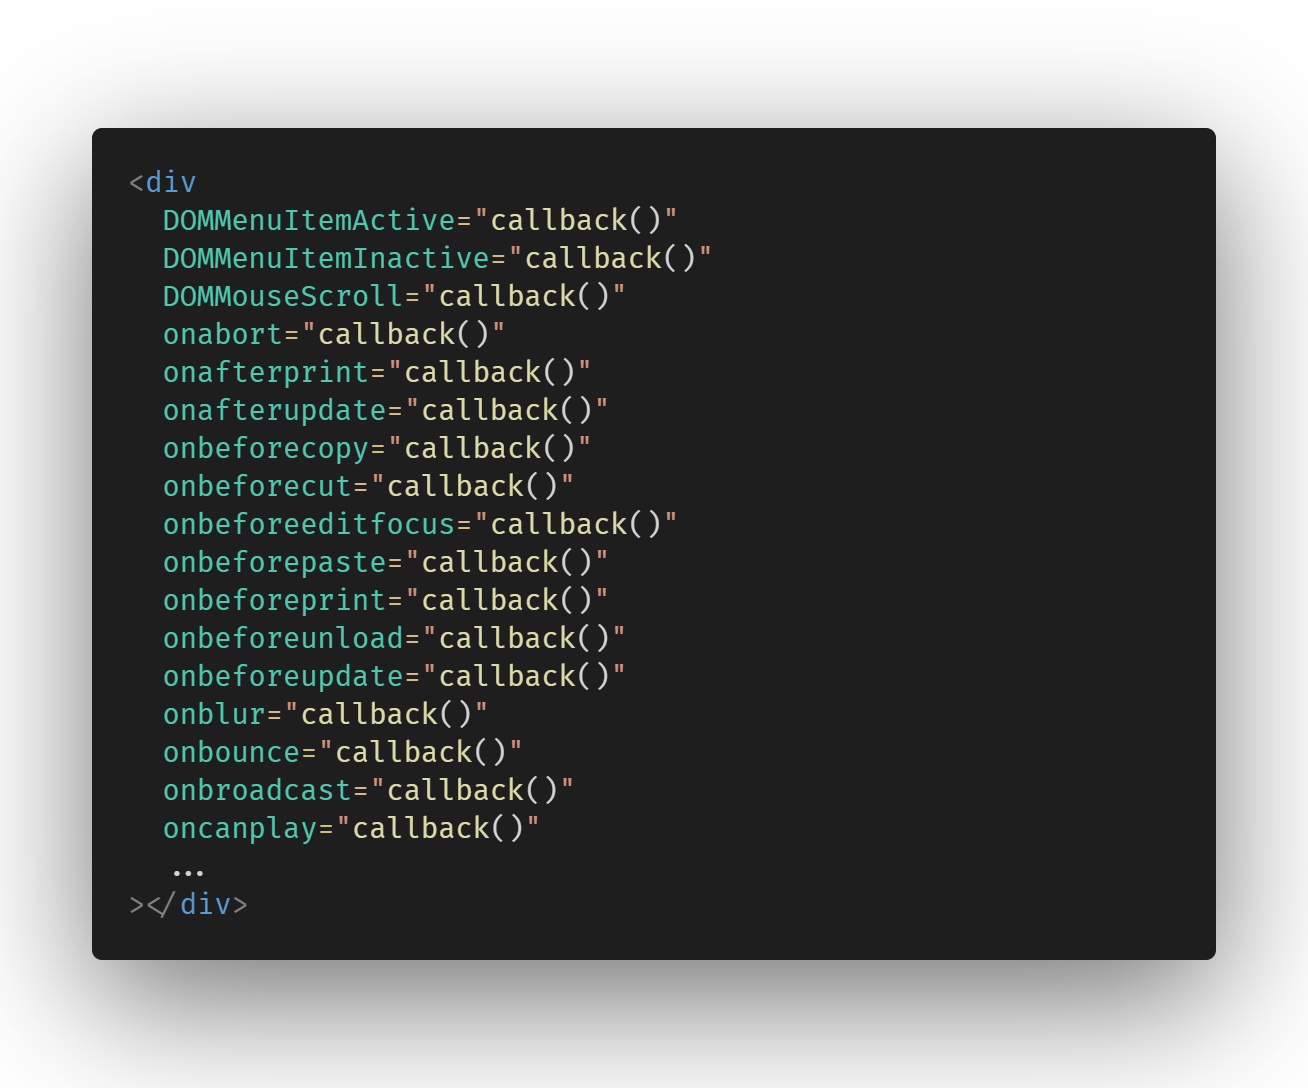 <div
DOMMenuItemActive="callback()"
DOMMenuItemInactive="callback()"
DOMMouseScroll="callback()"
onabort="callback()"
onafterprint="callback()"
onafterupdate="callback()"
onbeforecopy="callback()"
onbeforecut="callback()"
onbeforeeditfocus="callback()"
onbeforepaste="callback()"
onbeforeprint="callback()"
onbeforeunload="callback()"
onbeforeupdate="callback()"
onblur="callback()"
onbounce="callback()"
onbroadcast="callback()"
oncanplay="callback()"
…
></div>